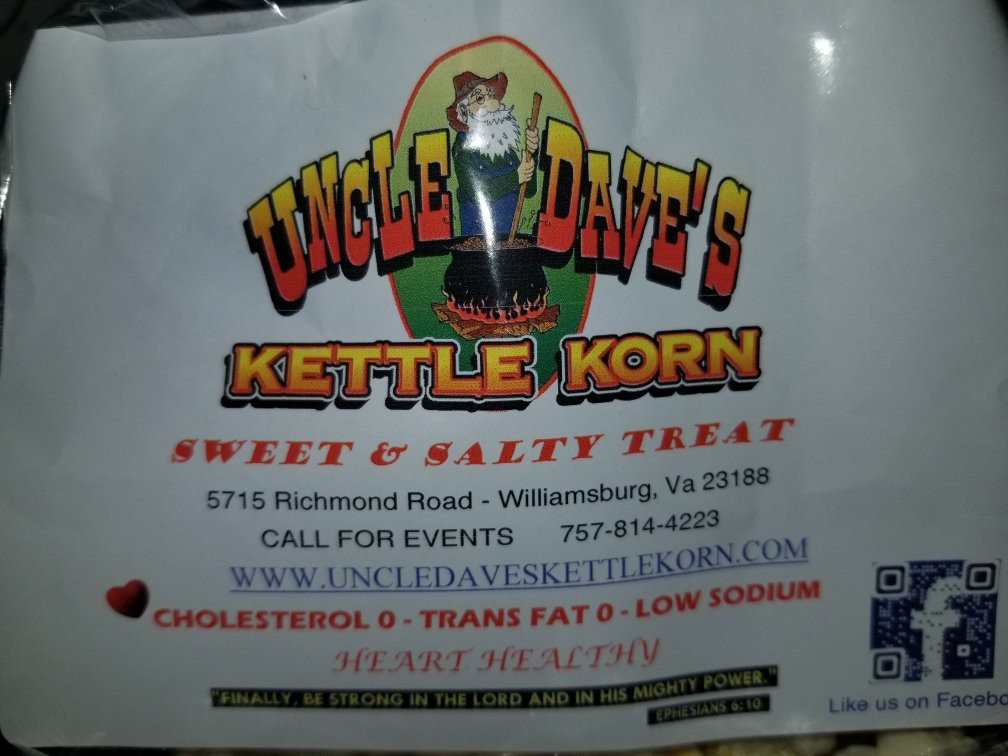 UNCLE DAVE'S
KETTLE KORN
SWEET & SALTY TREAT
5715 Richmond Road - Williamsburg, Va 23188
CALL FOR EVENTS 757-814-4223
WWW.UNCLEDAVESKETTLEKORN.COM
CHOLESTEROL 0 - TRANS FAT 0 - LOW SODIUM
HEART HEALTHY
"FINALLY, BE STRONG IN THE LORD AND IN HIS MIGHTY POWER."
EPHESIANS 6:10
Like us on Facebo